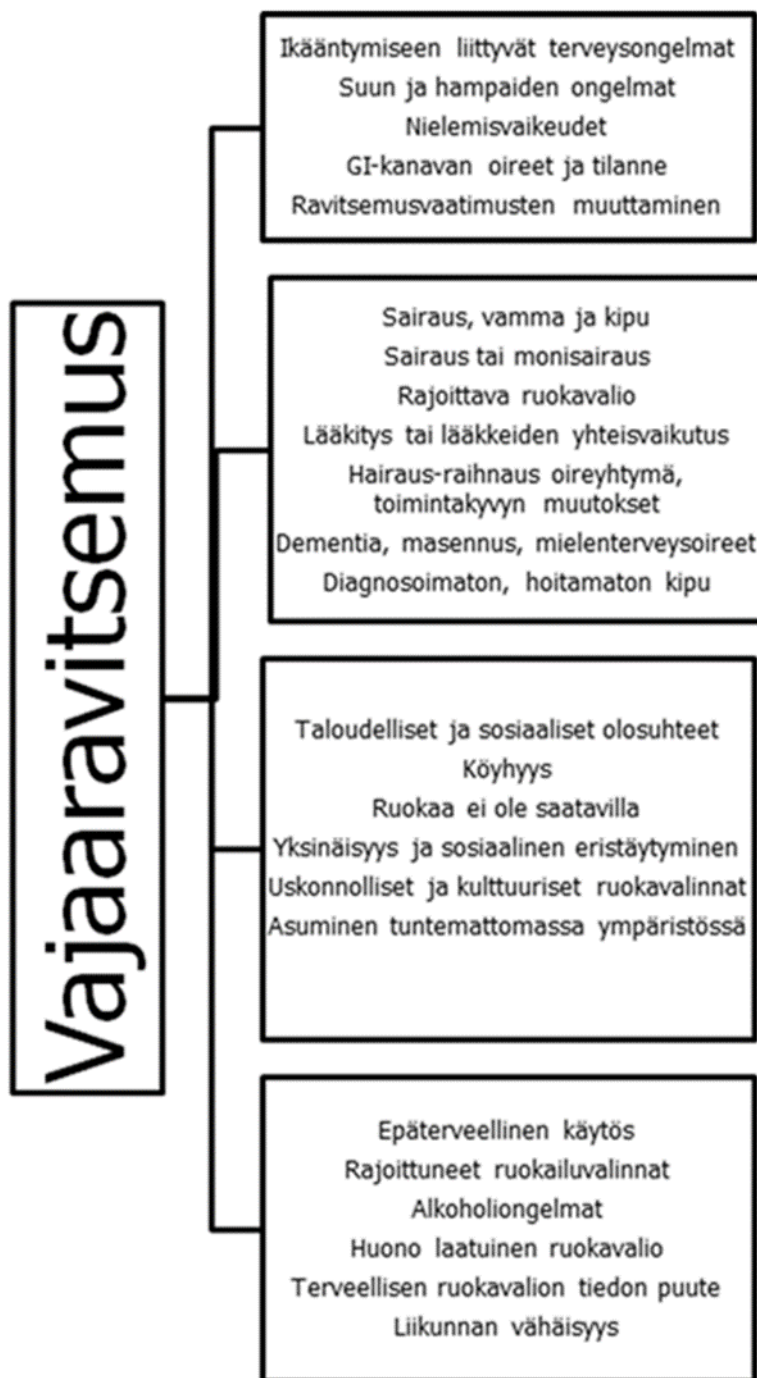 Vajaaravitsemus
Ikääntymiseen liittyvät terveysongelmat
Suun ja hampaiden ongelmat
Nielemisvaikeudet
GI-kanavan oireet ja tilanne
Ravitsemusvaatimusten muuttaminen
Sairaus, vamma ja kipu
Sairaus tai monisairaus
Rajoittava ruokavalio
Lääkitys tai lääkkeiden yhteisvaikutus
Hairaus-raihnaus oireyhtymä,
toimintakyvyn muutokset
Dementia, masennus, mielenterveysoireet
Diagnosoimaton, hoitamaton kipu
Taloudelliset ja sosiaaliset olosuhteet
Köyhyys
Ruokaa ei ole saatavilla
Yksinäisyys ja sosiaalinen eristäytyminen
Uskonnolliset ja kulttuuriset ruokavalinnat
Asuminen tuntemattomassa ympäristössä
Epäterveellinen käytös
Rajoittuneet ruokailuvalinnat
Alkoholiongelmat
Huono laatuinen ruokavalio
Terveellisen ruokavalion tiedon puute
Liikunnan vähäisyys